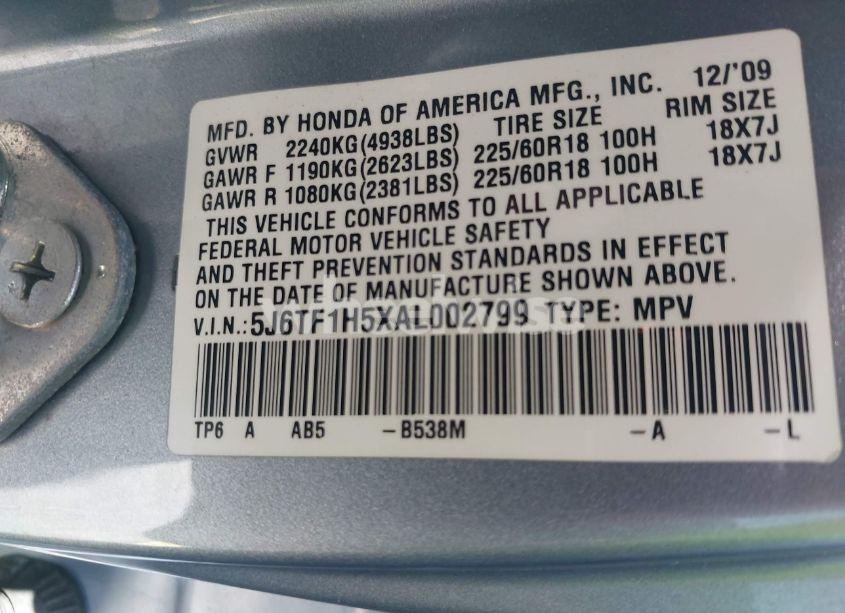 MFD. BY HONDA OF AMERICA MFG., INC. 12/'09
GVWR 2240KG(4938LBS) TIRE SIZE RIM SIZE
GAWR F 1190KG(2623LBS) 225/60R18 100H 18X7J
GAWR R 1080KG(2381LBS) 225/60R18 100H 18X7J
THIS VEHICLE CONFORMS TO ALL APPLICABLE
FEDERAL MOTOR VEHICLE SAFETY
AND THEFT PREVENTION STANDARDS IN EFFECT
ON THE DATE OF MANUFACTURE SHOWN ABOVE.
V.I.N.: 5J6TF1H5XAL002799 TYPE: MPV
TP6 A AB5 -B538M -A -L